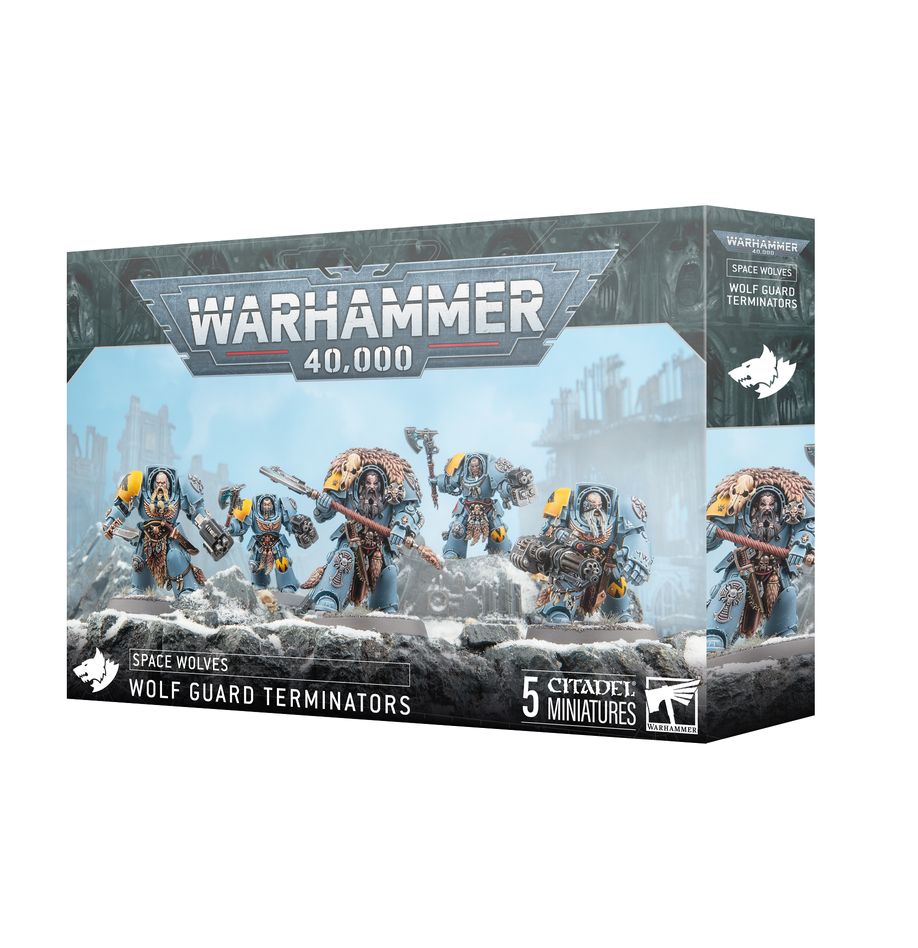 WARHAMMER
40,000
SPACE WOLVES
WOLF GUARD TERMINATORS
5 CITADEL
MINIATURES
WARHAMMER
WARHAMMER
40,000
SPACE WOLVES
WOLF GUARD
TERMINATORS